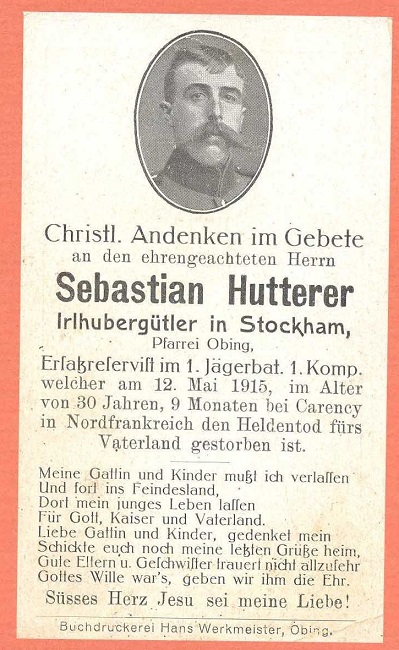 Christl. Andenken im Gebete
an den ehrengeachteten Herrn
Sebastian Hutterer
Irlhubergütler in Stockham,
Pfarrei Obing,
Erſatzreserviſt im 1. Jägerbat. 1. Komp.
welcher am 12. Mai 1915, im Alter
von 30 Jahren, 9 Monaten bei Carency
in Nordfrankreich den Heldentod fürs
Vaterland gestorben ist.
Meine Gattin und Kinder mußt ich verlaſſen
Und fort ins Feindesland,
Dort mein junges Leben laſſen
Für Gott, Kaiser und Vaterland.
Liebe Gattin und Kinder, gedenket mein
Schickte euch noch meine letzten Grüße heim,
Gute Eltern u. Geſchwiſter trauert nicht allzuſehr
Gottes Wille war's, geben wir ihm die Ehr.
Süsses Herz Jesu sei meine Liebe!
Buchdruckerei Hans Werkmeister, Obing.